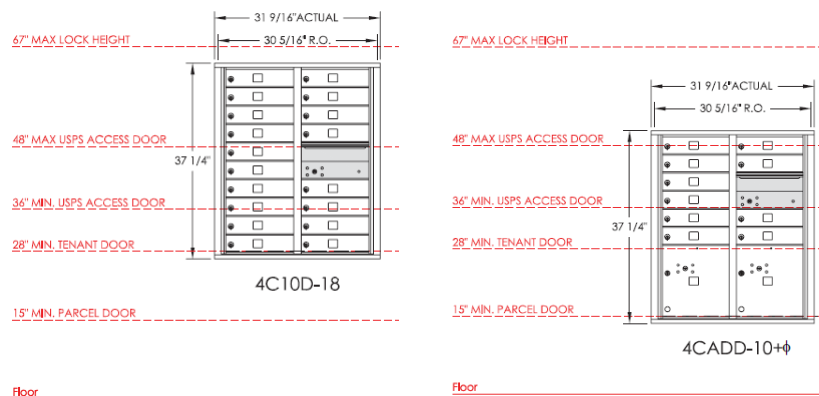 31 9/16"ACTUAL
67" MAX LOCK HEIGHT
30 5/16" R.O.
48" MAX USPS ACCESS DOOR
37 1/4"
36" MIN. USPS ACCESS DOOR
28" MIN. TENANT DOOR
4C10D-18
15" MIN. PARCEL DOOR
Floor
67" MAX LOCK HEIGHT
31 9/16"ACTUAL
30 5/16" R.O.
48" MAX USPS ACCESS DOOR
36" MIN. USPS ACCESS DOOR
37 1/4"
28" MIN. TENANT DOOR
15" MIN. PARCEL DOOR
4CADD-10+
Floor